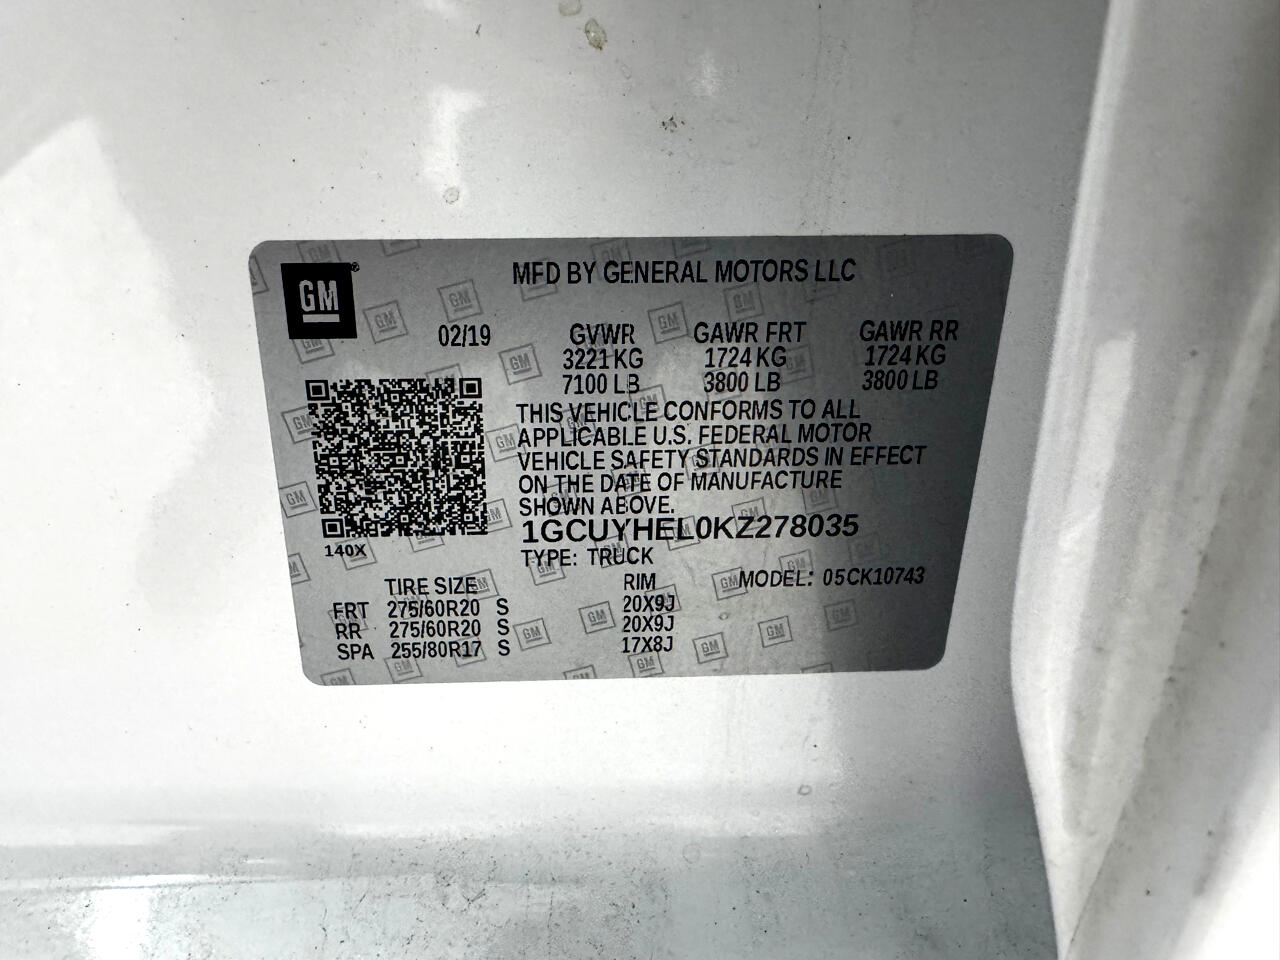 GM®
MFD BY GENERAL MOTORS LLC
02/19 GVWR GAWR FRT GAWR RR
3221KG 1724 KG 1724 KG
7100 LB 3800 LB 3800 LB
THIS VEHICLE CONFORMS TO ALL
APPLICABLE U.S. FEDERAL MOTOR
VEHICLE SAFETY STANDARDS IN EFFECT
ON THE DATE OF MANUFACTURE
SHOWN ABOVE.
1GCUYHEL0KZ278035
140X
TYPE: TRUCK
MODEL: 05CK10743
TIRE SIZE RIM
FRT 275/60R20 S 20X9J
RR 275/60R20 S 20X9J
SPA 255/80R17 S 17X8J